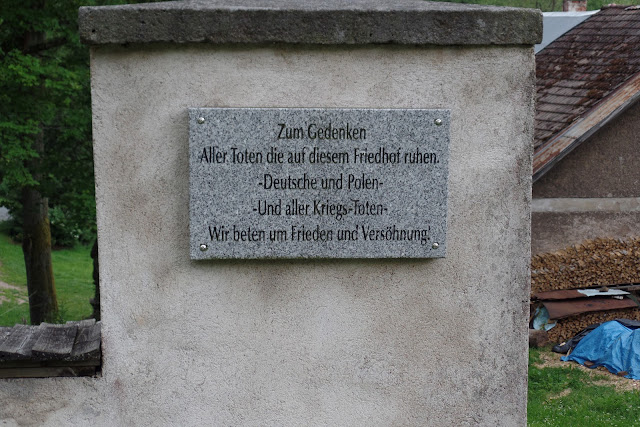 Zum Gedenken
Aller Toten die auf diesem Friedhof ruhen.
-Deutsche und Polen-
-Und aller Kriegs-Toten-
Wir beten um Frieden und Versöhnung!